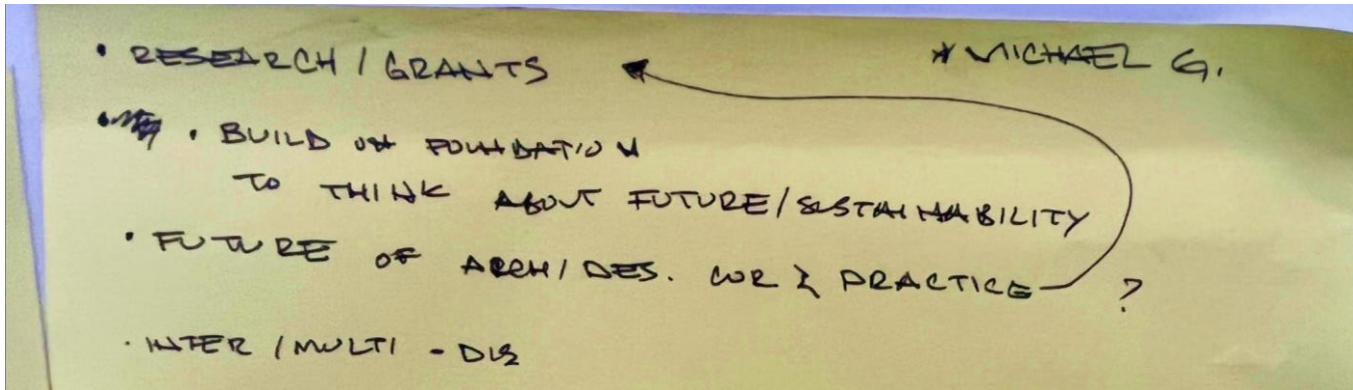 • RESEARCH / GRANTS
* MICHAEL G.
• BUILD ON FOUNDATION
TO THINK ABOUT FUTURE/SUSTAINABILITY
• FUTURE OF ARCH/DES. CUR & PRACTICE ?
• INTER/MULTI - DIS